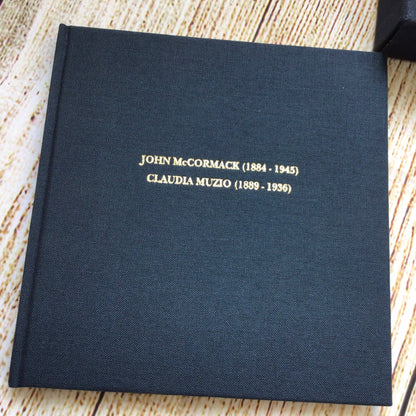 JOHN McCORMACK (1884 - 1945)
CLAUDIA MUZIO (1889 - 1936)